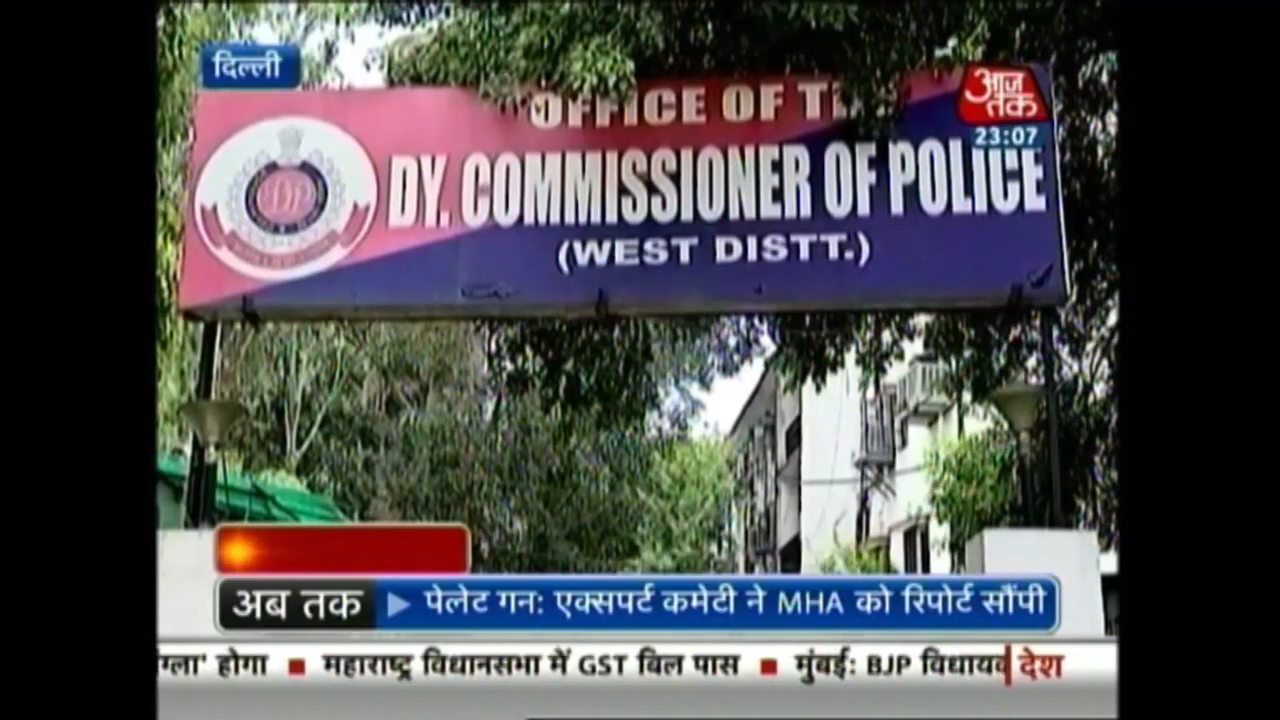 दिल्ली
आज
तक
23:07
OFFICE OF
DY. COMMISSIONER OF POLICE
(WEST DISTT.)
DP
अब तक
पेलेट गन: एक्सपर्ट कमेटी ने MHA को रिपोर्ट सौंपी
होगा ■ महाराष्ट्र विधानसभा में GST बिल पास ■ मुंबई: BJP देश